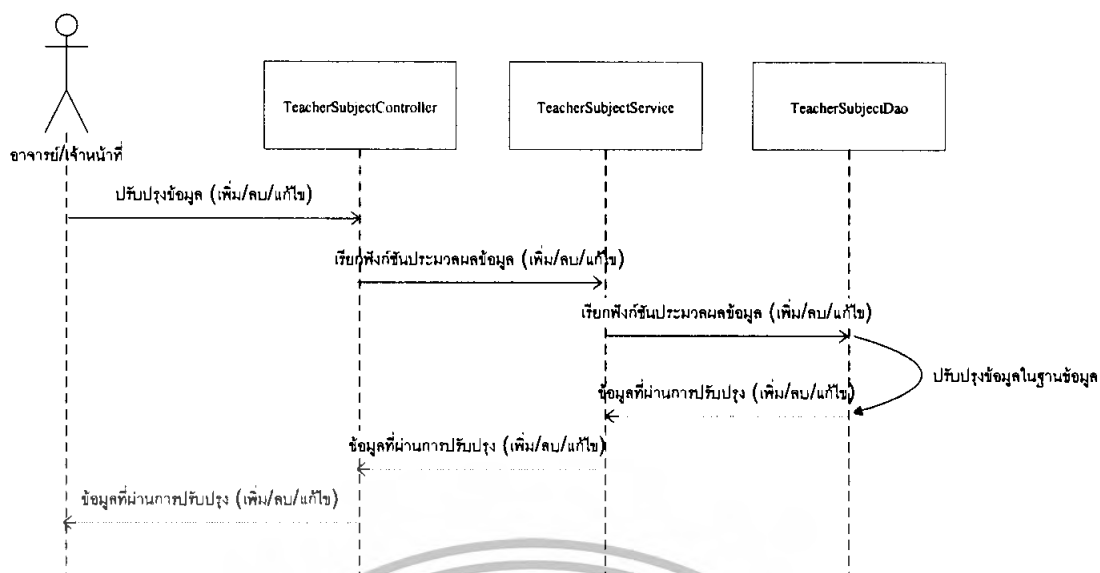 TeacherSubjectController
TeacherSubjectService
TeacherSubjectDao
อาจารย์/เจ้าหน้าที่
ปรับปรุงข้อมูล (เพิ่ม/ลบ/แก้ไข)
เรียกฟังก์ชันประมวลผลข้อมูล (เพิ่ม/ลบ/แก้ไข)
เรียกฟังก์ชันประมวลผลข้อมูล (เพิ่ม/ลบ/แก้ไข)
ปรับปรุงข้อมูลในฐานข้อมูล
ข้อมูลที่ผ่านการปรับปรุง (เพิ่ม/ลบ/แก้ไข)
ข้อมูลที่ผ่านการปรับปรุง (เพิ่ม/ลบ/แก้ไข)
ข้อมูลที่ผ่านการปรับปรุง (เพิ่ม/ลบ/แก้ไข)